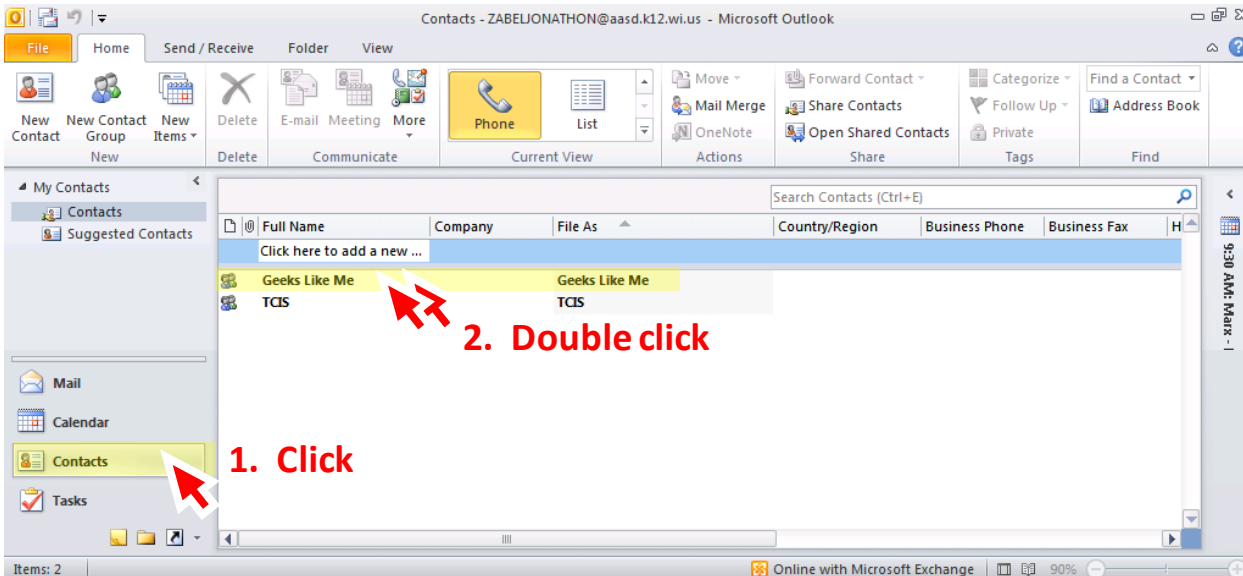 Contacts - ZABELJONATHON@aasd.k12.wi.us - Microsoft Outlook
File Home Send / Receive Folder View
New Contact
New Contact Group
New Items
Delete
E-mail
Meeting
More
Phone
List
Move
Mail Merge
OneNote
Forward Contact
Share Contacts
Open Shared Contacts
Categorize
Follow Up
Private
Find a Contact
Address Book
New Delete Communicate Current View Actions Share Tags Find
My Contacts
Contacts
Suggested Contacts
Search Contacts (Ctrl+E)
Full Name Company File As Country/Region Business Phone Business Fax H
Click here to add a new ...
Geeks Like Me Geeks Like Me
TCIS TCIS
2. Double click
9:30 AM: Marx -
Mail
Calendar
Contacts
1. Click
Tasks
Items: 2 Online with Microsoft Exchange 90%